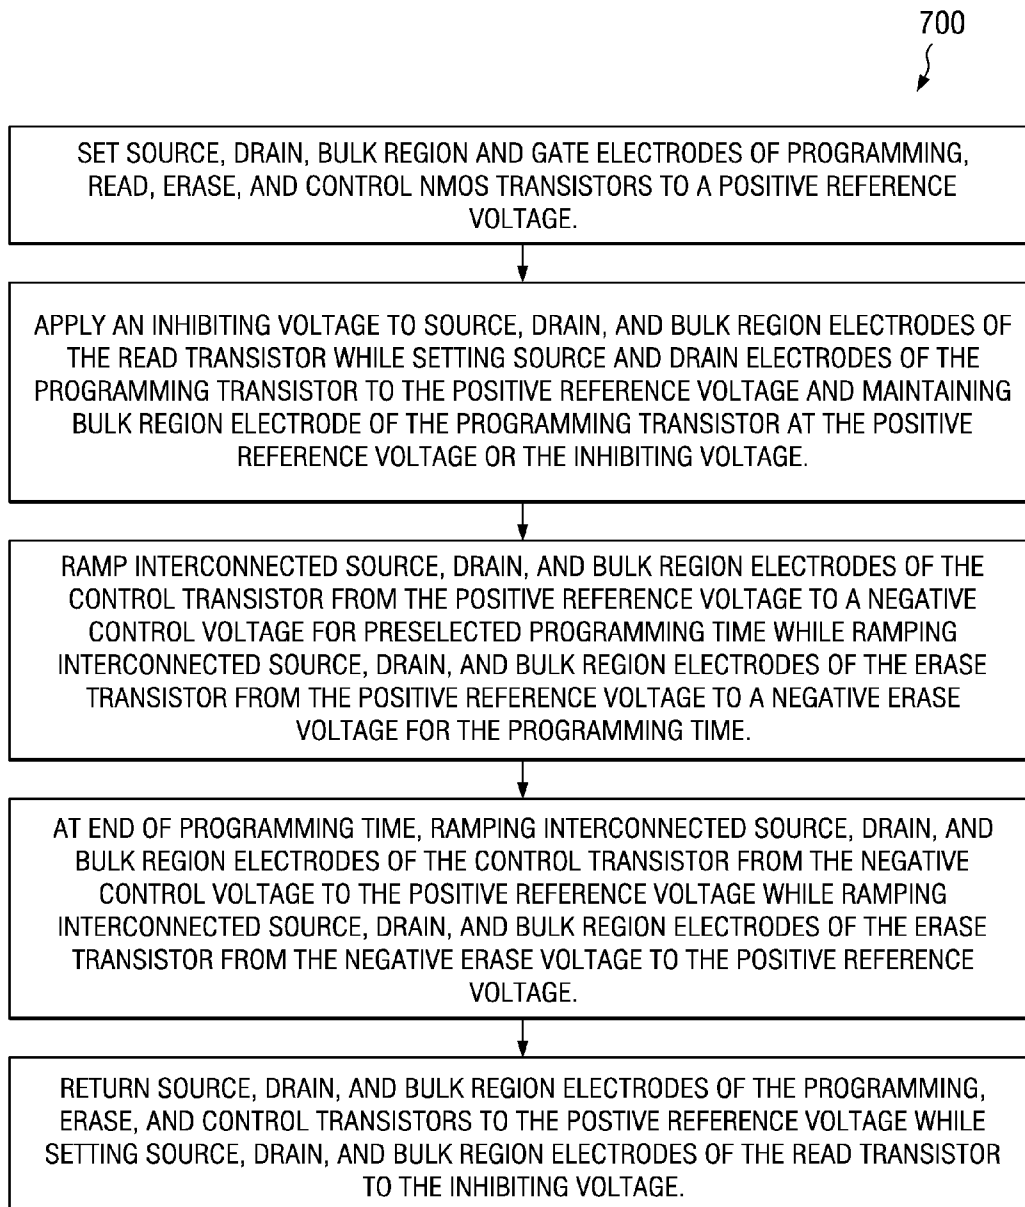 700
SET SOURCE, DRAIN, BULK REGION AND GATE ELECTRODES OF PROGRAMMING,
READ, ERASE, AND CONTROL NMOS TRANSISTORS TO A POSITIVE REFERENCE
VOLTAGE.
APPLY AN INHIBITING VOLTAGE TO SOURCE, DRAIN, AND BULK REGION ELECTRODES OF
THE READ TRANSISTOR WHILE SETTING SOURCE AND DRAIN ELECTRODES OF THE
PROGRAMMING TRANSISTOR TO THE POSITIVE REFERENCE VOLTAGE AND MAINTAINING
BULK REGION ELECTRODE OF THE PROGRAMMING TRANSISTOR AT THE POSITIVE
REFERENCE VOLTAGE OR THE INHIBITING VOLTAGE.
RAMP INTERCONNECTED SOURCE, DRAIN, AND BULK REGION ELECTRODES OF THE
CONTROL TRANSISTOR FROM THE POSITIVE REFERENCE VOLTAGE TO A NEGATIVE
CONTROL VOLTAGE FOR PRESELECTED PROGRAMMING TIME WHILE RAMPING
INTERCONNECTED SOURCE, DRAIN, AND BULK REGION ELECTRODES OF THE ERASE
TRANSISTOR FROM THE POSITIVE REFERENCE VOLTAGE TO A NEGATIVE ERASE
VOLTAGE FOR THE PROGRAMMING TIME.
AT END OF PROGRAMMING TIME, RAMPING INTERCONNECTED SOURCE, DRAIN, AND
BULK REGION ELECTRODES OF THE CONTROL TRANSISTOR FROM THE NEGATIVE
CONTROL VOLTAGE TO THE POSITIVE REFERENCE VOLTAGE WHILE RAMPING
INTERCONNECTED SOURCE, DRAIN, AND BULK REGION ELECTRODES OF THE ERASE
TRANSISTOR FROM THE NEGATIVE ERASE VOLTAGE TO THE POSITIVE REFERENCE
VOLTAGE.
RETURN SOURCE, DRAIN, AND BULK REGION ELECTRODES OF THE PROGRAMMING,
ERASE, AND CONTROL TRANSISTORS TO THE POSTIVE REFERENCE VOLTAGE WHILE
SETTING SOURCE, DRAIN, AND BULK REGION ELECTRODES OF THE READ TRANSISTOR
TO THE INHIBITING VOLTAGE.